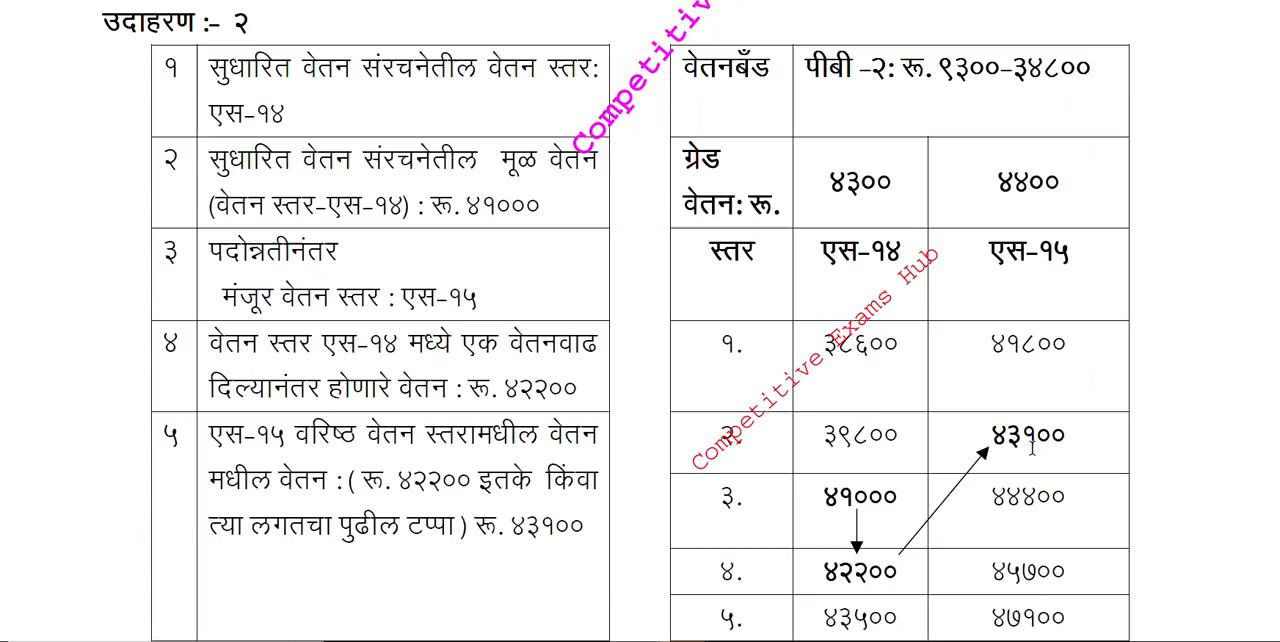 उदाहरण :- २
१ सुधारित वेतन संरचनेतील वेतन स्तर:
एस-१४
२ सुधारित वेतन संरचनेतील मूळ वेतन
(वेतन स्तर-एस-१४) : रू. ४१०००
३ पदोन्नतीनंतर
मंजूर वेतन स्तर : एस-१५
४ वेतन स्तर एस-१४ मध्ये एक वेतनवाढ
दिल्यानंतर होणारे वेतन : रू. ४२२००
५ एस-१५ वरिष्ठ वेतन स्तरामधील वेतन
मधील वेतन : ( रू. ४२२०० इतके किंवा
त्या लगतचा पुढील टप्पा ) रू. ४३१००
वेतनबँड पीबी -२: रू. ९३००-३४८००
ग्रेड
वेतन: रू. ४३०० ४४००
स्तर एस-१४ एस-१५
१. ३८६०० ४१८००
२. ३९८०० ४३१००
३. ४१००० ४४४००
४. ४२२०० ४५७००
५. ४३५०० ४७१००
Competitive
Competitive Exams Hub